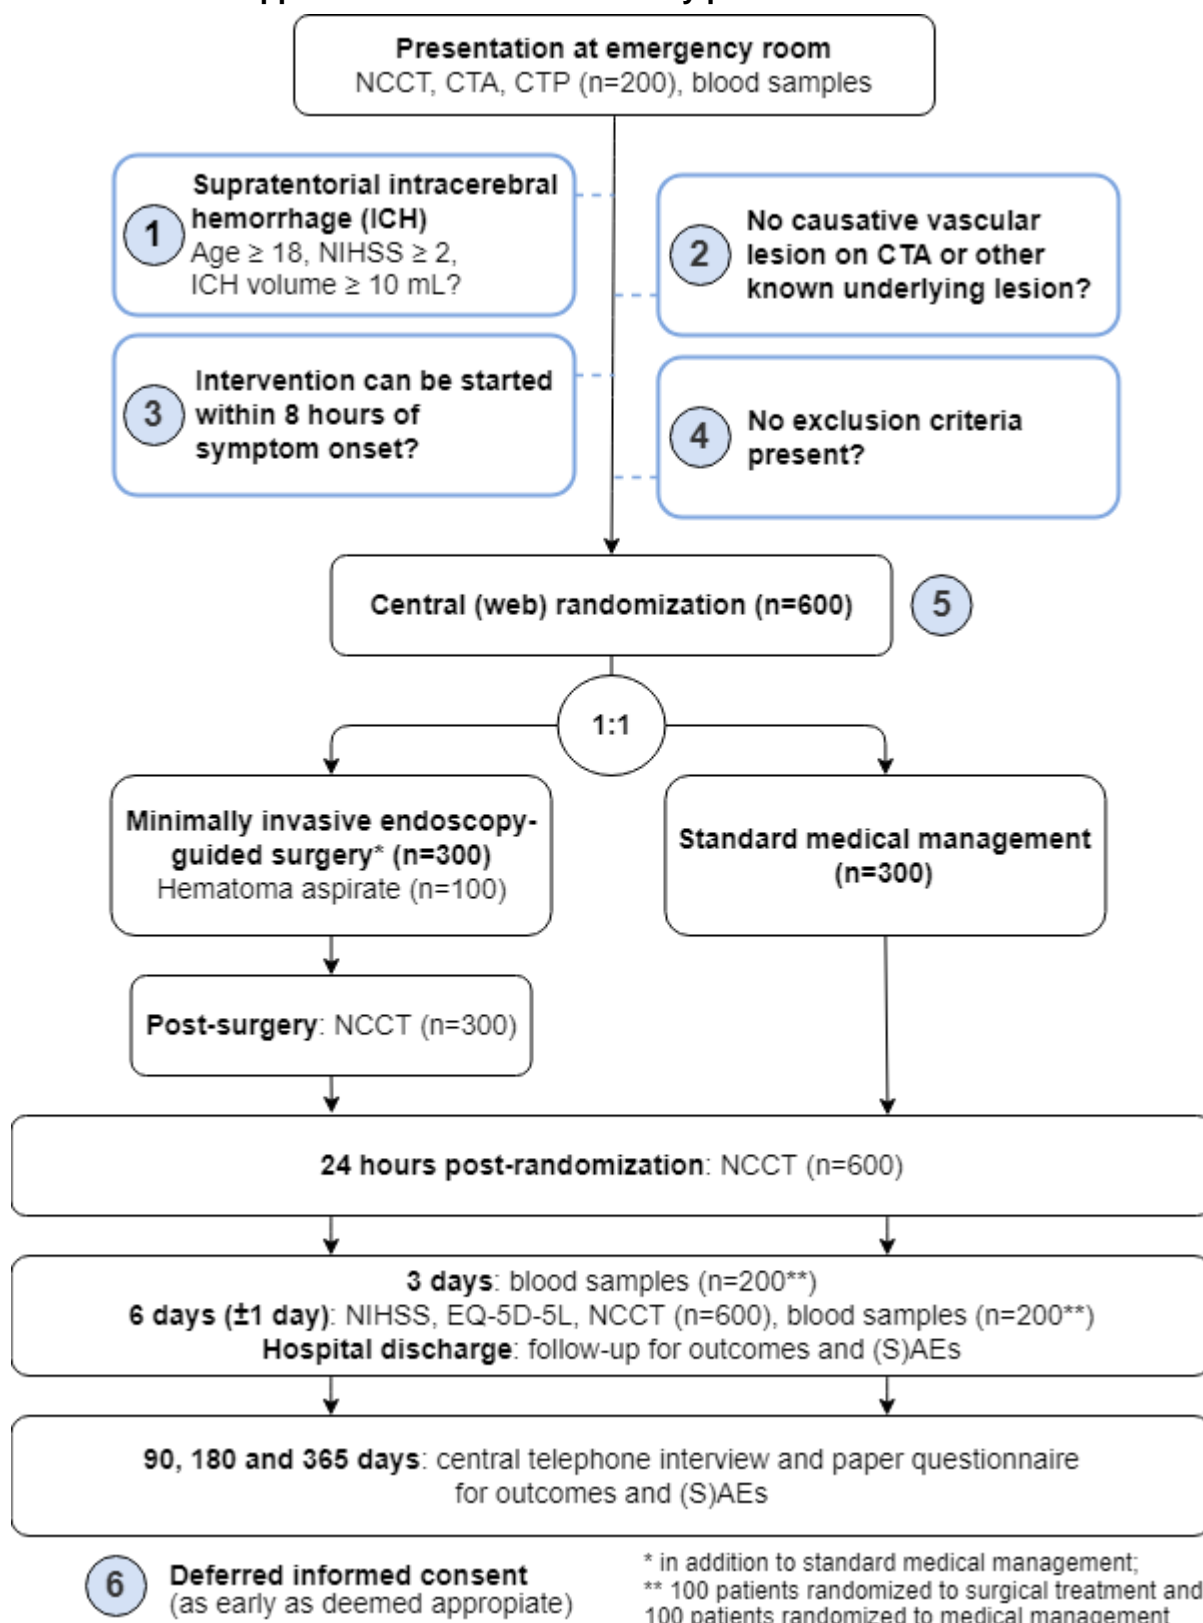 Presentation at emergency room
NCCT, CTA, CTP (n=200), blood samples
1
Supratentorial intracerebral
hemorrhage (ICH)
Age ≥ 18, NIHSS ≥ 2,
ICH volume ≥ 10 mL?
2
No causative vascular
lesion on CTA or other
known underlying lesion?
3
Intervention can be started
within 8 hours of
symptom onset?
4
No exclusion criteria
present?
Central (web) randomization (n=600)
5
1:1
Minimally invasive endoscopy-
guided surgery* (n=300)
Hematoma aspirate (n=100)
Standard medical management
(n=300)
Post-surgery: NCCT (n=300)
24 hours post-randomization: NCCT (n=600)
3 days: blood samples (n=200**)
6 days (±1 day): NIHSS, EQ-5D-5L, NCCT (n=600), blood samples (n=200**)
Hospital discharge: follow-up for outcomes and (S)AEs
90, 180 and 365 days: central telephone interview and paper questionnaire
for outcomes and (S)AEs
6
Deferred informed consent
(as early as deemed appropiate)
* in addition to standard medical management;
** 100 patients randomized to surgical treatment and
100 patients randomized to medical management